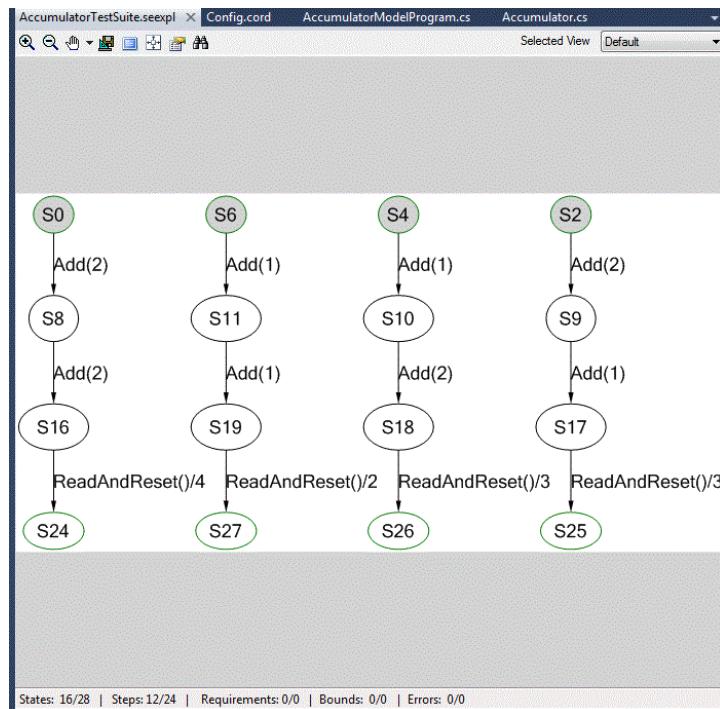 AccumulatorTestSuite.seexpl Config.cord AccumulatorModelProgram.cs Accumulator.cs
Selected View Default
S0 S6 S4 S2
Add(2) Add(1) Add(1) Add(2)
S8 S11 S10 S9
Add(2) Add(1) Add(2) Add(1)
S16 S19 S18 S17
ReadAndReset()/4 ReadAndReset()/2 ReadAndReset()/3 ReadAndReset()/3
S24 S27 S26 S25
States: 16/28 | Steps: 12/24 | Requirements: 0/0 | Bounds: 0/0 | Errors: 0/0